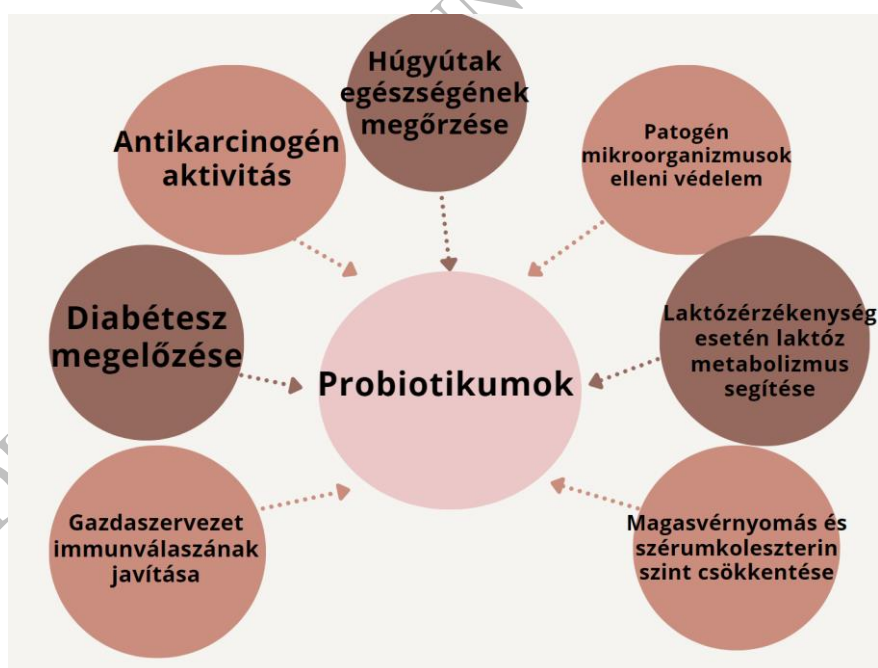 Húgyútak
egészségének
megőrzése
Antikarcinogén
aktivitás
Patogén
mikroorganizmusok
elleni védelem
Diabétesz
megelőzése
Laktózérzékenység
esetén laktóz
metabolizmus
segítése
Probiotikumok
Gazdaszervezet
immunválaszának
javítása
Magasvérnyomás és
szérumkoleszterin
szint csökkentése